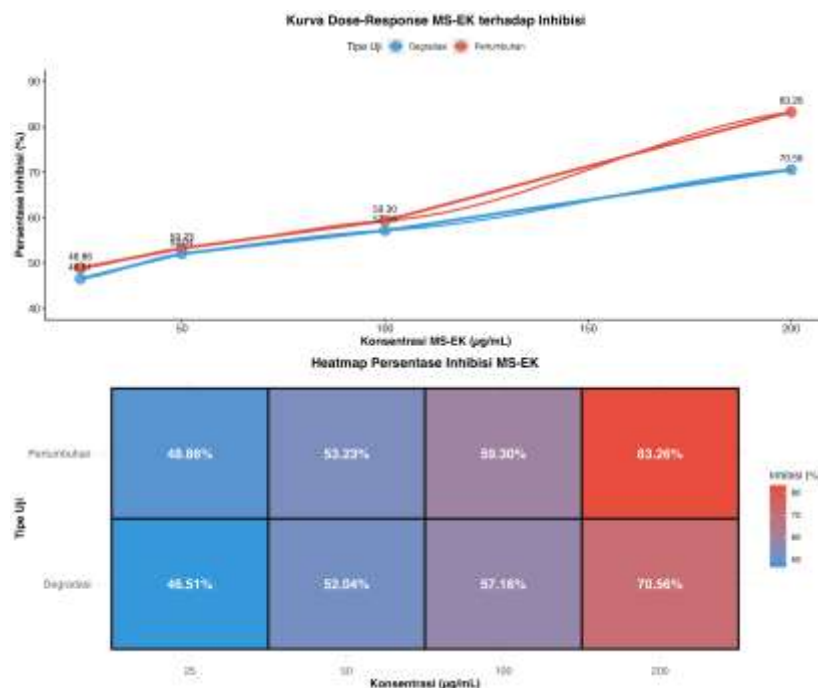 Kurva Dose-Response MS-EK terhadap Inhibisi
Tipe Uji Degradasi Pertumbuhan
Persentase Inhibisi (%)
90
80
70
60
50
40
83.26
70.56
59.30
53.23
48.86
50
100
150
200
Konsentrasi MS-EK (µg/mL)
Heatmap Persentase Inhibisi MS-EK
Tipe Uji
Pertumbuhan
48.86% 53.23% 59.30% 83.26%
Degradasi
46.51% 52.04% 57.16% 70.56%
Inhibisi (%
80
70
60
50
25 50 100 200
Konsentrasi (µg/mL)